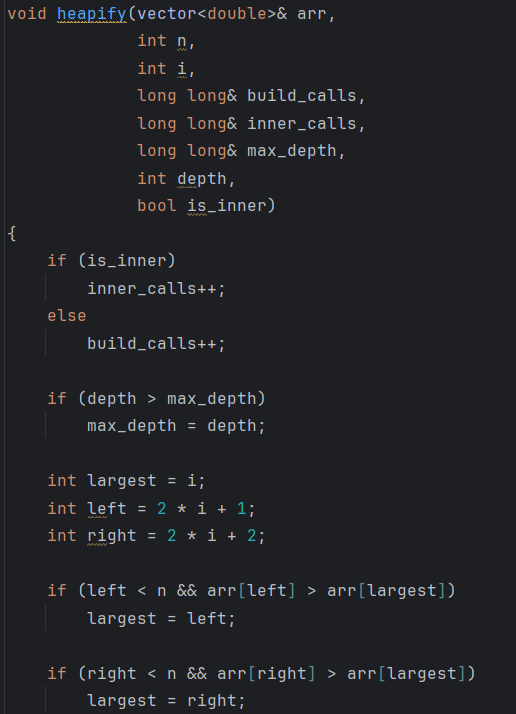 void heapify(vector<double>& arr,
             int n,
             int i,
             long long& build_calls,
             long long& inner_calls,
             long long& max_depth,
             int depth,
             bool is_inner)
{
    if (is_inner)
        inner_calls++;
    else
        build_calls++;

    if (depth > max_depth)
        max_depth = depth;

    int largest = i;
    int left = 2 * i + 1;
    int right = 2 * i + 2;

    if (left < n && arr[left] > arr[largest])
        largest = left;

    if (right < n && arr[right] > arr[largest])
        largest = right;